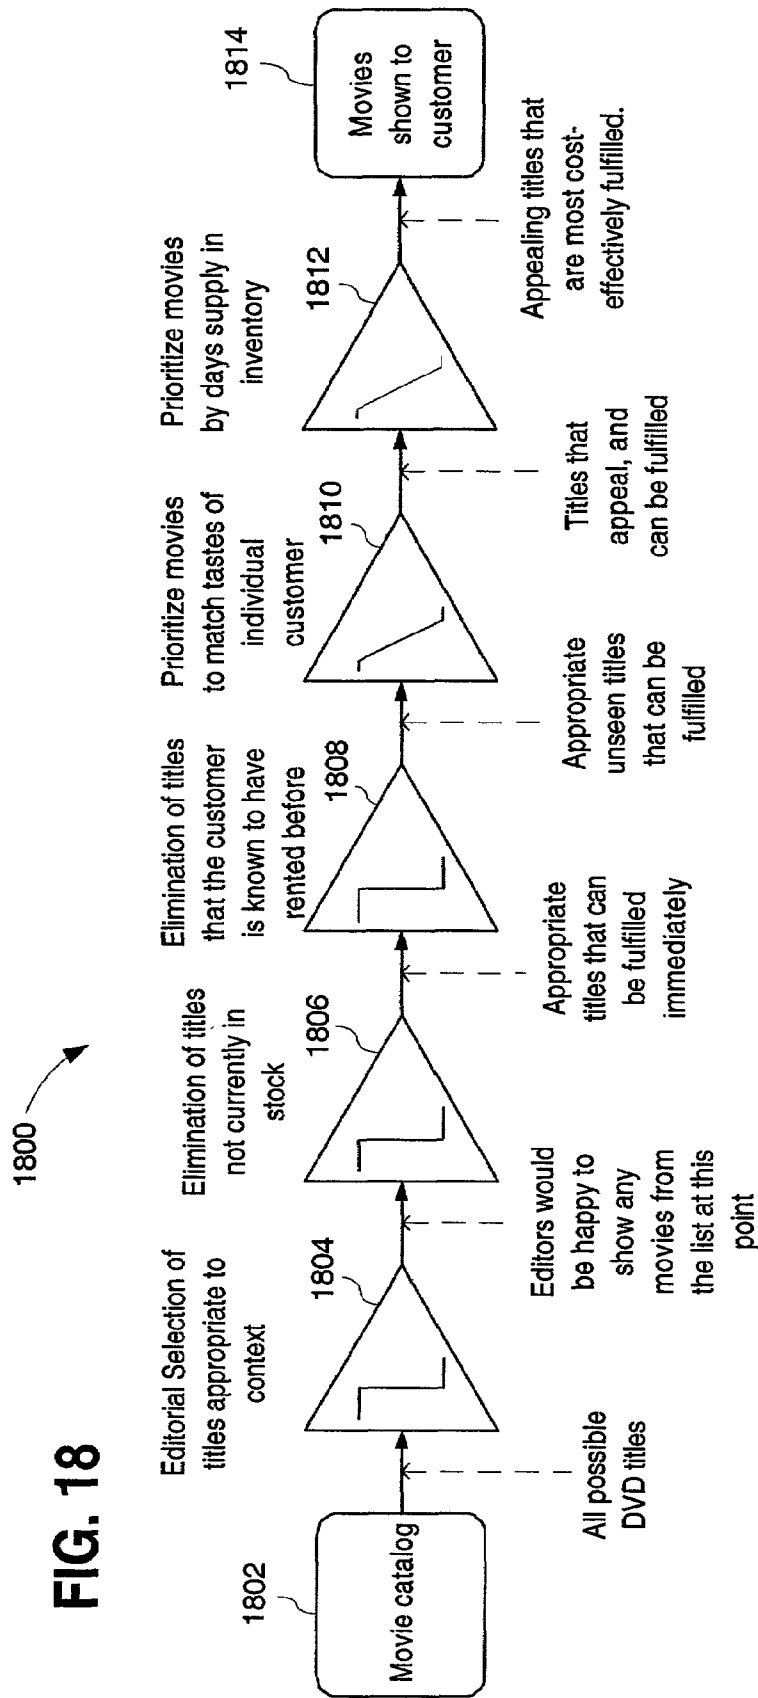 FIG. 18
1800
1802
Movie catalog
All possible
DVD titles
Editorial Selection of
titles appropriate to
context
1804
Editors would
be happy to
show any
movies from
the list at this
point
Elimination of titles
not currently in
stock
1806
Appropriate
titles that can
be fulfilled
immediately
Elimination of titles
that the customer
is known to have
rented before
1808
Appropriate
unseen titles
that can be
fulfilled
Prioritize movies
to match tastes of
individual
customer
1810
Titles that
appeal, and
can be fulfilled
Prioritize movies
by days supply in
inventory
1812
Appealing titles that
are most cost-
effectively fulfilled.
1814
Movies
shown to
customer